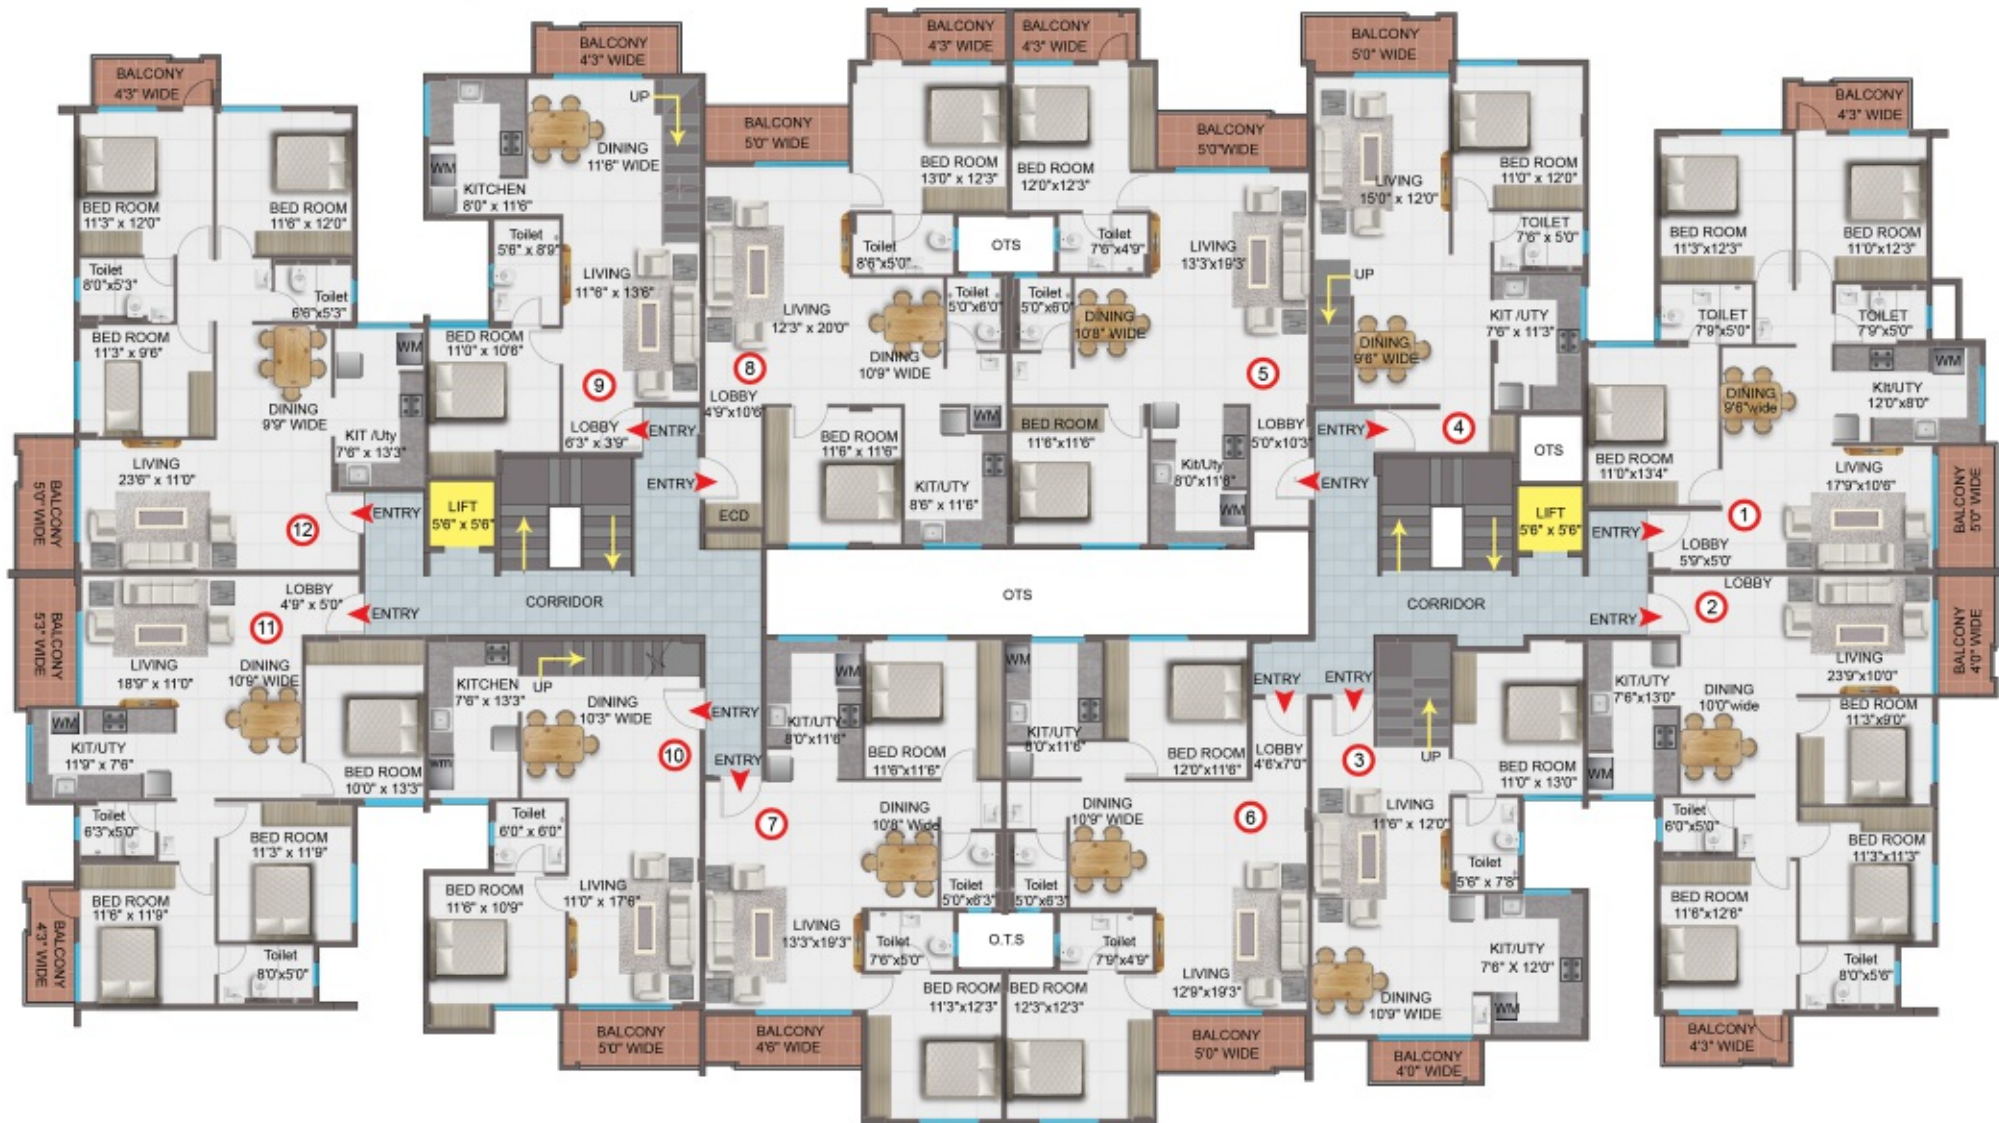 BALCONY
4'3" WIDE
BED ROOM
11'3" x 12'0"
BED ROOM
11'6" x 12'0"
Toilet
8'0"x5'3"
Toilet
6'6"x5'3"
BED ROOM
11'3" x 9'6"
DINING
9'9" WIDE
WM
KIT /Uty
7'6" x 13'3"
LIVING
23'6" x 11'0"
BALCONY
5'0" WIDE
12
ENTRY
BALCONY
4'3" WIDE
UP
DINING
11'6" WIDE
WM
KITCHEN
8'0" x 11'6"
Toilet
5'6" x 8'9"
LIVING
11'6" x 13'6"
BED ROOM
11'0" x 10'6"
9
LOBBY
6'3" x 3'9"
ENTRY
LIFT
5'6" x 5'6"
ENTRY
BALCONY
5'0" WIDE
BALCONY
4'3" WIDE
BED ROOM
13'0" x 12'3"
Toilet
8'6"x5'0"
OTS
LIVING
12'3" x 20'0"
Toilet
5'0"x6'0"
DINING
10'9" WIDE
8
LOBBY
4'9"x10'6"
BED ROOM
11'6" x 11'6"
WM
KIT/UTY
8'6" x 11'6"
ECD
BALCONY
4'3" WIDE
BED ROOM
12'0"x12'3"
BALCONY
5'0"WIDE
Toilet
7'6"x4'9"
LIVING
13'3"x19'3"
Toilet
5'0"x6'0"
DINING
10'8" WIDE
5
BED ROOM
11'6"x11'6"
LOBBY
5'0"x10'3"
Kit/Uty
8'0"x11'6"
WM
ENTRY
BALCONY
5'0" WIDE
LIVING
15'0" x 12'0"
BED ROOM
11'0" x 12'0"
TOILET
7'6" x 5'0"
UP
KIT /UTY
7'6" x 11'3"
DINING
9'6" WIDE
ENTRY
4
OTS
LIFT
5'6" x 5'6"
BALCONY
4'3" WIDE
BED ROOM
11'3"x12'3"
BED ROOM
11'0"x12'3"
TOILET
7'9"x5'0"
TOILET
7'9"x5'0"
WM
Kit/UTY
12'0"x8'0"
DINING
9'6"wide
BED ROOM
11'0"x13'4"
LIVING
17'9"x10'6"
BALCONY
5'0" WIDE
1
ENTRY
LOBBY
5'9"x5'0"
CORRIDOR
OTS
CORRIDOR
LOBBY
4'9" x 5'0"
ENTRY
11
BALCONY
5'3" WIDE
LIVING
18'9" x 11'0"
DINING
10'9" WIDE
WM
KIT/UTY
11'9" x 7'6"
BED ROOM
10'0" x 13'3"
Toilet
6'3"x5'0"
BED ROOM
11'3" x 11'9"
BED ROOM
11'6" x 11'9"
BALCONY
4'3" WIDE
Toilet
8'0"x5'0"
KITCHEN
7'6" x 13'3"
UP
DINING
10'3" WIDE
ENTRY
10
wm
Toilet
6'0" x 6'0"
BED ROOM
11'6" x 10'9"
LIVING
11'0" x 17'6"
BALCONY
5'0" WIDE
ENTRY
WM
KIT/UTY
8'0"x11'6"
BED ROOM
11'6"x11'6"
7
DINING
10'8" Wide
Toilet
5'0"x6'3"
LIVING
13'3"x19'3"
Toilet
7'6"x5'0"
O.T.S
BED ROOM
11'3"x12'3"
BALCONY
4'6" WIDE
WM
KIT/UTY
8'0"x11'6"
BED ROOM
12'0"x11'6"
ENTRY
LOBBY
4'6"x7'0"
6
DINING
10'9" WIDE
Toilet
5'0"x6'3"
Toilet
7'9"x4'9"
LIVING
12'9"x19'3"
BED ROOM
12'3"x12'3"
BALCONY
5'0" WIDE
ENTRY
3
UP
BED ROOM
11'0" x 13'0"
LIVING
11'6" x 12'0"
Toilet
5'6" x 7'6"
KIT/UTY
7'6" X 12'0"
WM
DINING
10'9" WIDE
BALCONY
4'0" WIDE
ENTRY
LOBBY
2
LIVING
23'9"x10'0"
BALCONY
4'0" WIDE
KIT/UTY
7'6"x13'0"
WM
DINING
10'0"wide
BED ROOM
11'3"x9'0"
Toilet
6'0"x5'0"
BED ROOM
11'3"x11'3"
BED ROOM
11'6"x12'6"
Toilet
8'0"x5'6"
BALCONY
4'3" WIDE